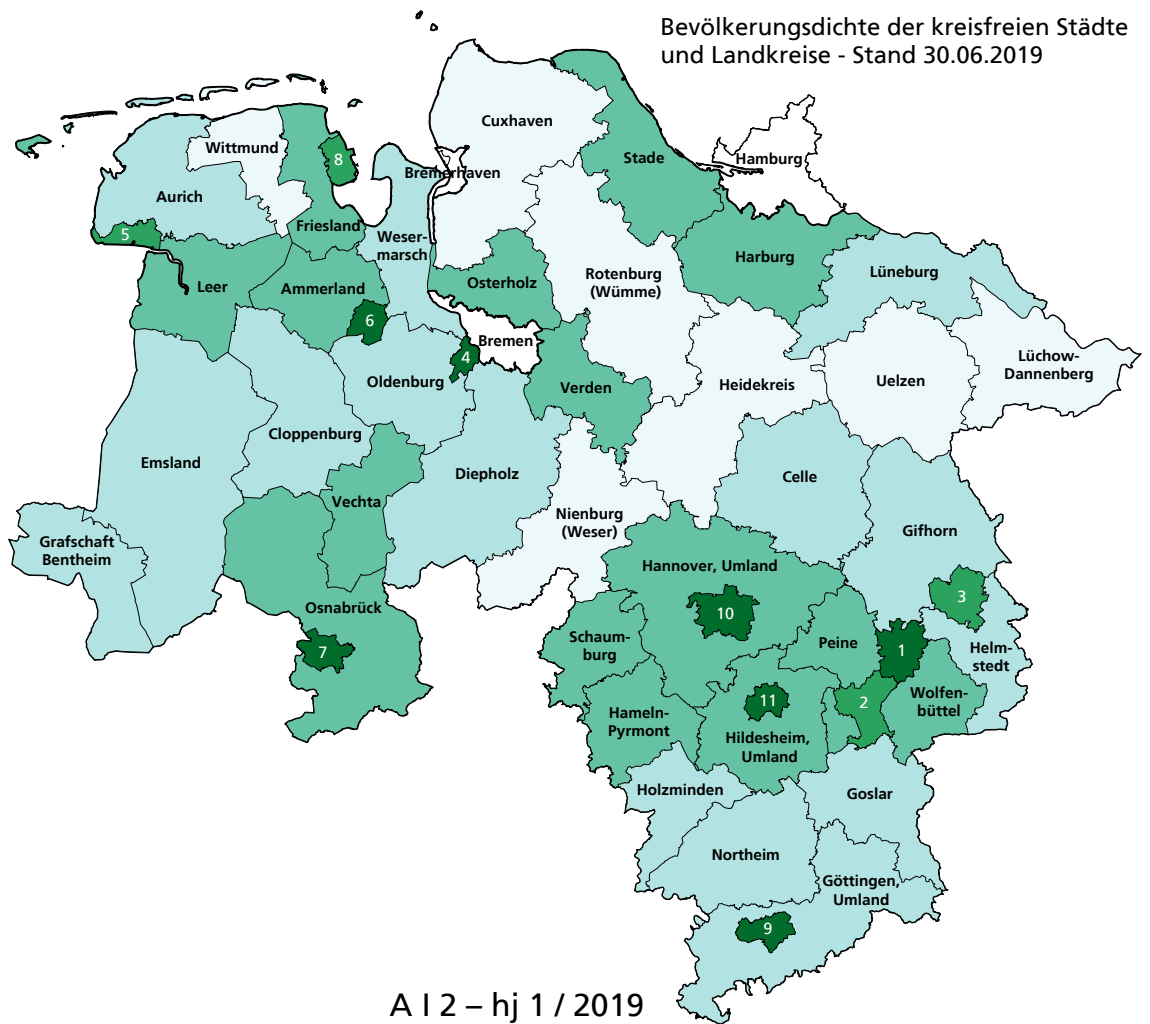 Bevölkerungsdichte der kreisfreien Städte
und Landkreise - Stand 30.06.2019
Cuxhaven
Wittmund
8
Stade
Hamburg
Bremerhaven
Aurich
5
Friesland
Weser-
marsch
Harburg
Lüneburg
Leer
Ammerland
Osterholz
Rotenburg
(Wümme)
6
Bremen
4
Oldenburg
Verden
Heidekreis
Uelzen
Lüchow-
Dannenberg
Cloppenburg
Emsland
Diepholz
Celle
Vechta
Nienburg
(Weser)
Gifhorn
Grafschaft
Bentheim
Hannover, Umland
3
Osnabrück
10
Schaum-
burg
Peine
1
Helm-
stedt
7
11
2
Wolfen-
büttel
Hameln-
Pyrmont
Hildesheim,
Umland
Holzminden
Goslar
Northeim
Göttingen,
Umland
9
A I 2 – hj 1 / 2019